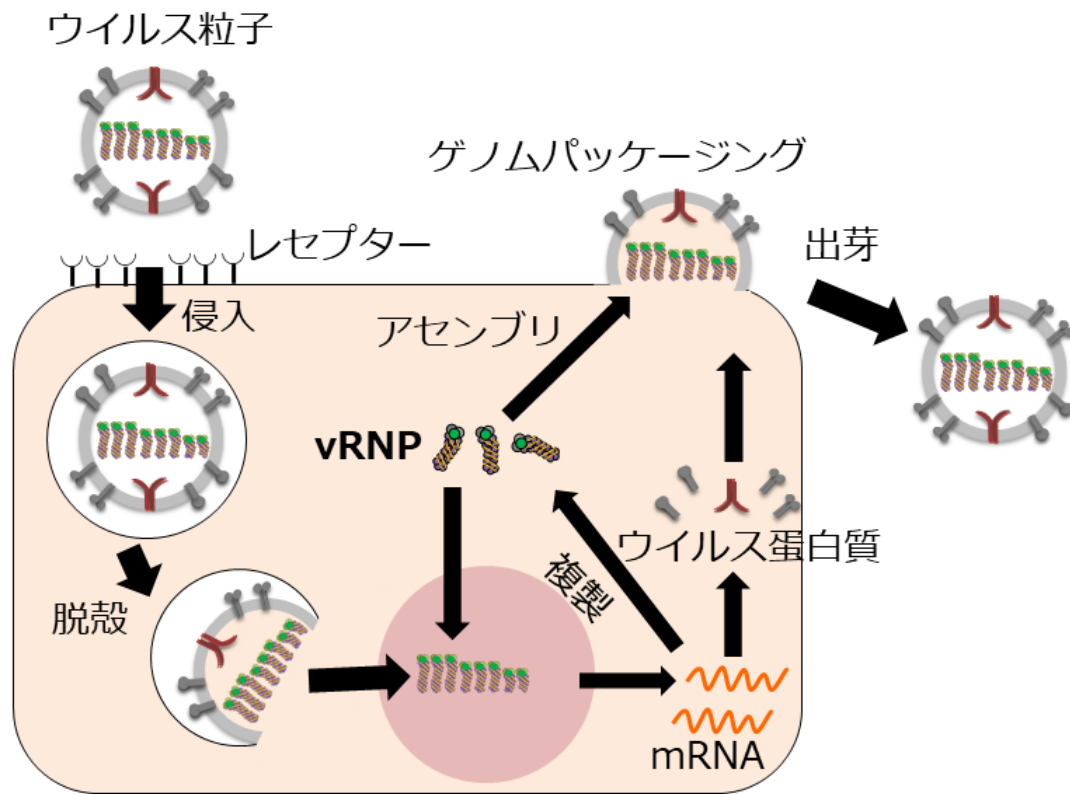 ウイルス粒子
ゲノムパッケージング
レセプター
出芽
侵入
アセンブリ
vRNP
ウイルス蛋白質
複製
脱殻
mRNA